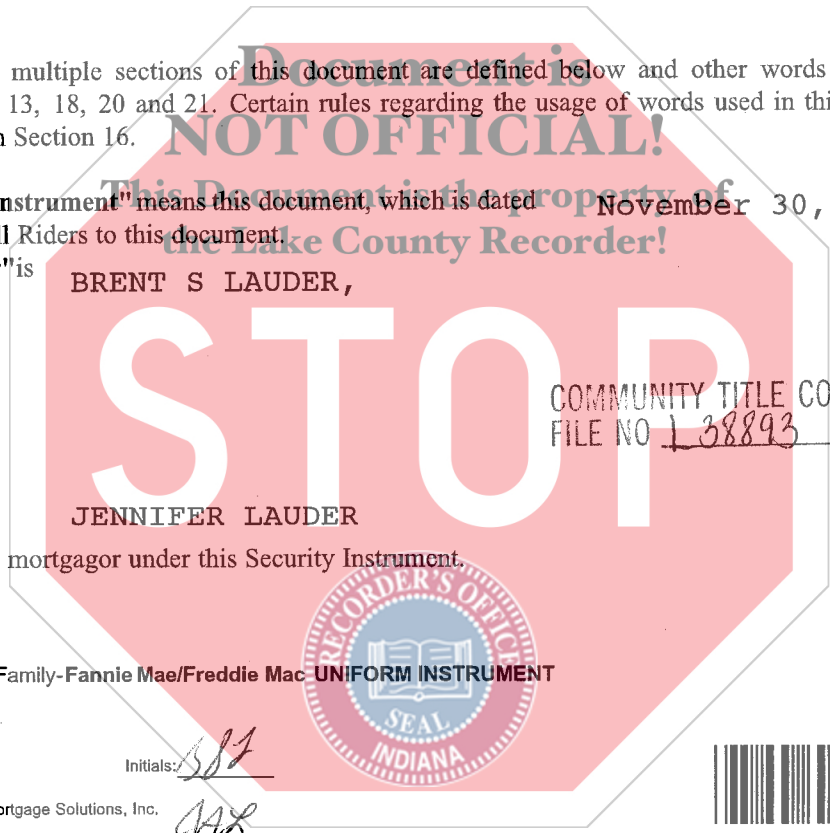 Document is
multiple sections of this document are defined below and other words
13, 18, 20 and 21. Certain rules regarding the usage of words used in thi
NOT OFFICIAL!
n Section 16.
This Document is the property of
nstrument" means this document, which is dated November 30,
ll Riders to this document.
the Lake County Recorder!
" is
BRENT S LAUDER,
STOP
COMMUNITY TITLE CO
FILE NO L 38893
JENNIFER LAUDER
mortgagor under this Security Instrument.
RECORDER'S OFFICE
Family-Fannie Mae/Freddie Mac UNIFORM INSTRUMENT
SEAL
INDIANA
Initials: BSL
ortgage Solutions, Inc.
JAL